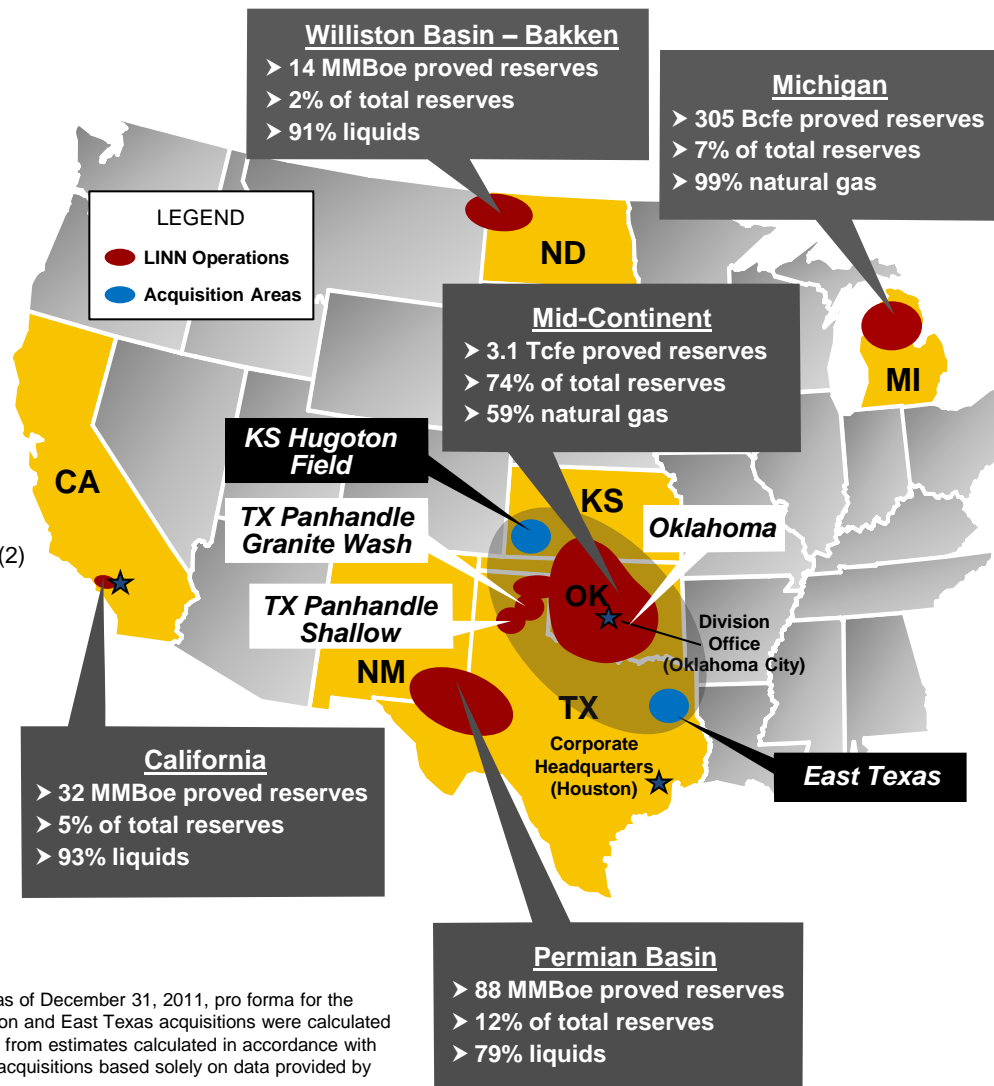 Williston Basin – Bakken
➤ 14 MMBoe proved reserves
➤ 2% of total reserves
➤ 91% liquids
Michigan
➤ 305 Bcfe proved reserves
➤ 7% of total reserves
➤ 99% natural gas
LEGEND
LINN Operations
Acquisition Areas
ND
Mid-Continent
➤ 3.1 Tcfe proved reserves
➤ 74% of total reserves
➤ 59% natural gas
MI
KS Hugoton
Field
CA
KS
TX Panhandle
Granite Wash
Oklahoma
(2)
TX Panhandle
Shallow
OK
Division
Office
(Oklahoma City)
NM
TX
Corporate
Headquarters
(Houston)
East Texas
California
➤ 32 MMBoe proved reserves
➤ 5% of total reserves
➤ 93% liquids
Permian Basin
➤ 88 MMBoe proved reserves
➤ 12% of total reserves
➤ 79% liquids
as of December 31, 2011, pro forma for the
on and East Texas acquisitions were calculated
from estimates calculated in accordance with
acquisitions based solely on data provided by